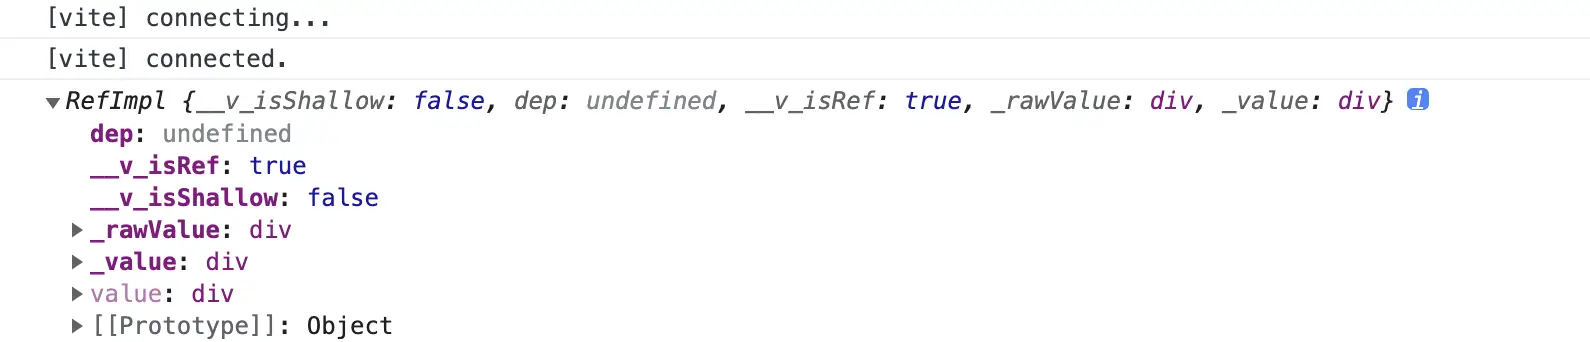 [vite] connecting...
[vite] connected.
▼RefImpl {__v_isShallow: false, dep: undefined, __v_isRef: true, _rawValue: div, _value: div} i
dep: undefined
__v_isRef: true
__v_isShallow: false
▶_rawValue: div
▶_value: div
▶value: div
▶[[Prototype]]: Object